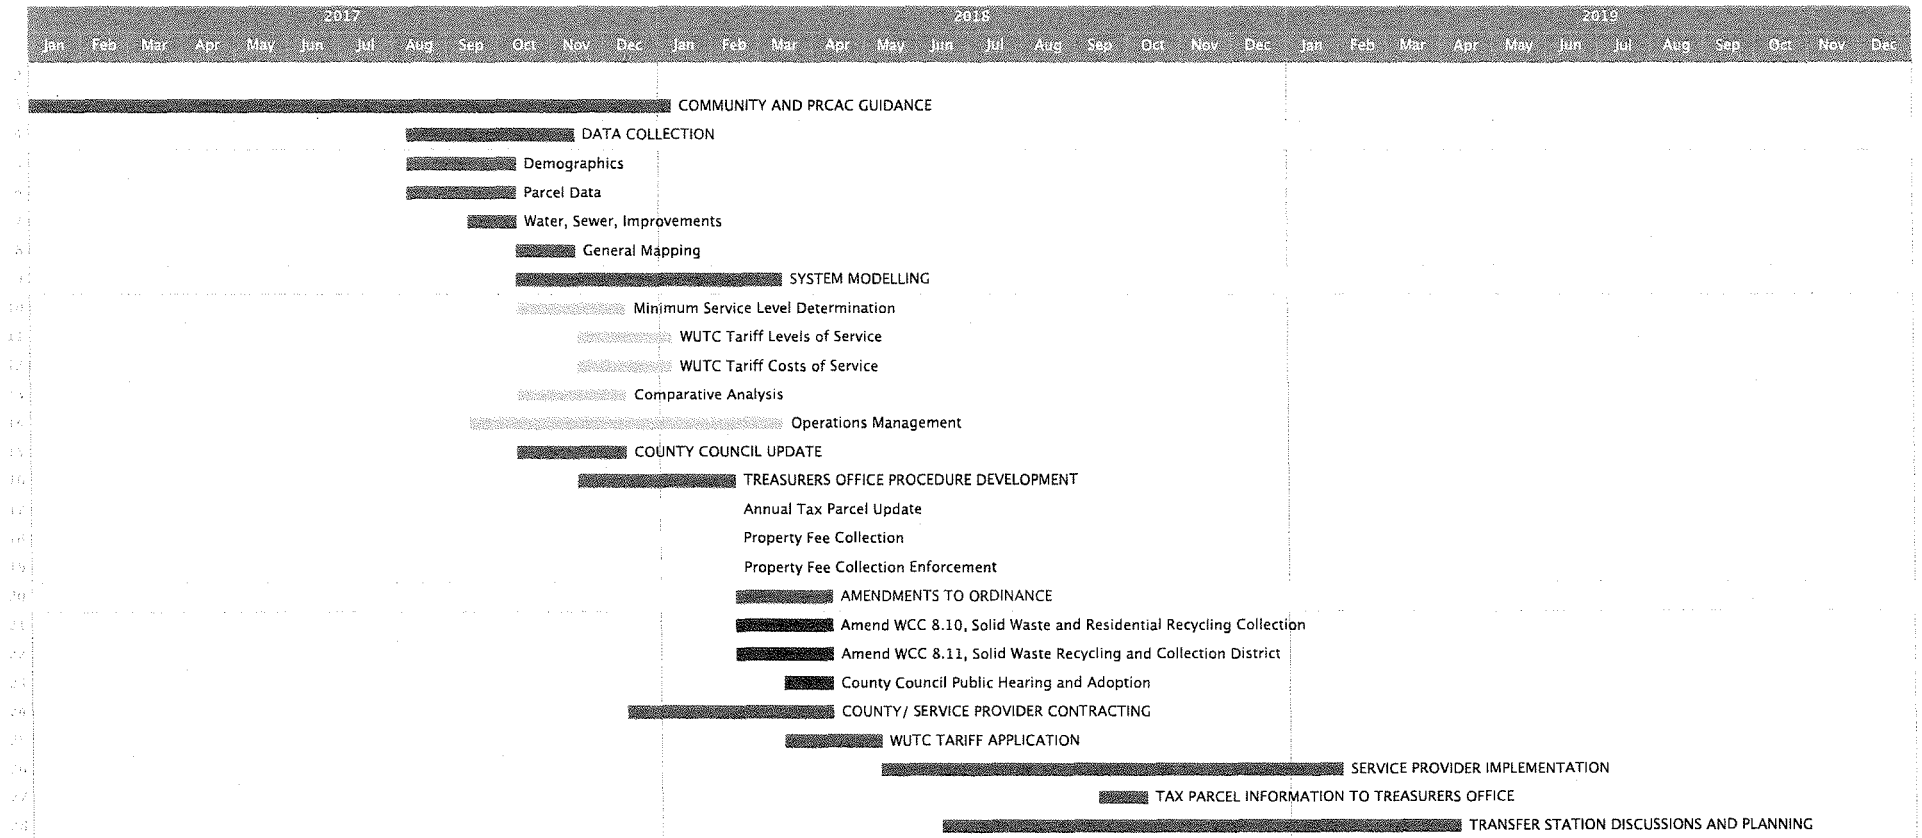 2017 2018 2019
Jan Feb Mar Apr May Jun Jul Aug Sep Oct Nov Dec Jan Feb Mar Apr May Jun Jul Aug Sep Oct Nov Dec Jan Feb Mar Apr May Jun Jul Aug Sep Oct Nov Dec
COMMUNITY AND PRCAC GUIDANCE
DATA COLLECTION
Demographics
Parcel Data
Water, Sewer, Improvements
General Mapping
SYSTEM MODELLING
Minimum Service Level Determination
WUTC Tariff Levels of Service
WUTC Tariff Costs of Service
Comparative Analysis
Operations Management
COUNTY COUNCIL UPDATE
TREASURERS OFFICE PROCEDURE DEVELOPMENT
Annual Tax Parcel Update
Property Fee Collection
Property Fee Collection Enforcement
AMENDMENTS TO ORDINANCE
Amend WCC 8.10, Solid Waste and Residential Recycling Collection
Amend WCC 8.11, Solid Waste Recycling and Collection District
County Council Public Hearing and Adoption
COUNTY/ SERVICE PROVIDER CONTRACTING
WUTC TARIFF APPLICATION
SERVICE PROVIDER IMPLEMENTATION
TAX PARCEL INFORMATION TO TREASURERS OFFICE
TRANSFER STATION DISCUSSIONS AND PLANNING